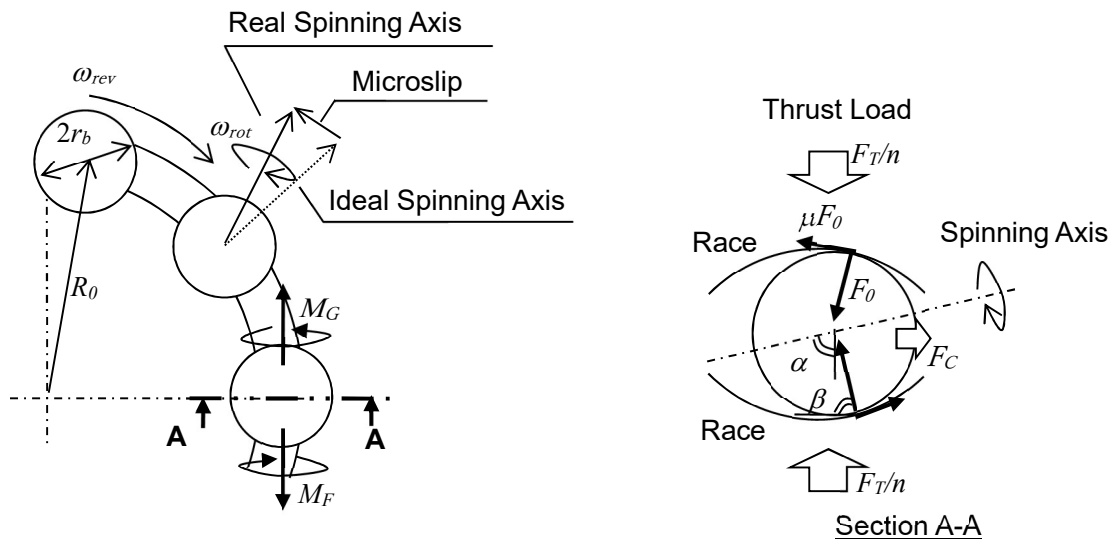 Real Spinning Axis
Microslip
ω_rev
ω_rot
2r_b
Ideal Spinning Axis
R_0
M_G
A
A
M_F
Thrust Load
F_T/n
μF_0
Race
Spinning Axis
F_0
α
F_C
β
Race
F_T/n
Section A-A